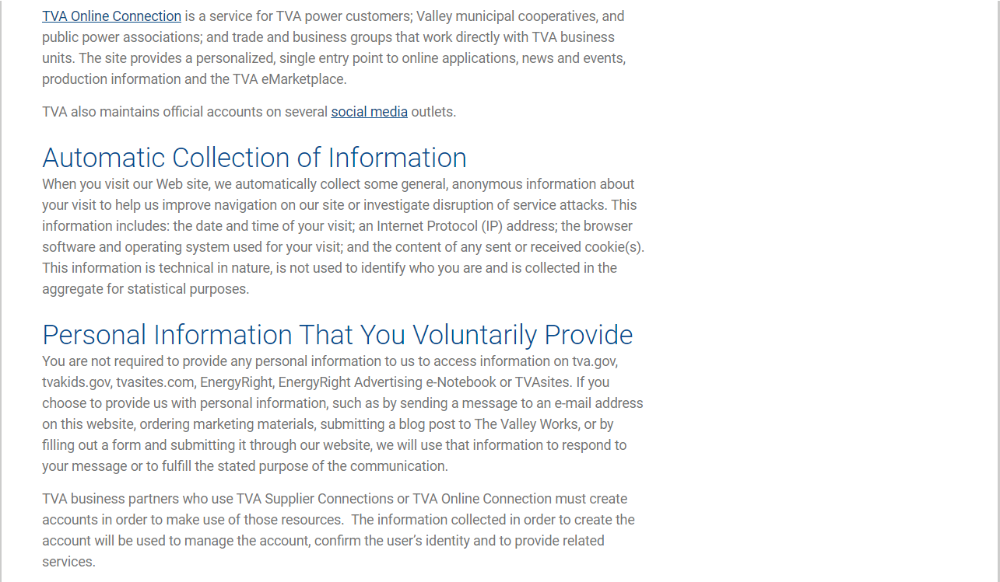 TVA Online Connection is a service for TVA power customers; Valley municipal cooperatives, and
public power associations; and trade and business groups that work directly with TVA business
units. The site provides a personalized, single entry point to online applications, news and events,
production information and the TVA eMarketplace.
TVA also maintains official accounts on several social media outlets.
Automatic Collection of Information
When you visit our Web site, we automatically collect some general, anonymous information about
your visit to help us improve navigation on our site or investigate disruption of service attacks. This
information includes: the date and time of your visit; an Internet Protocol (IP) address; the browser
software and operating system used for your visit; and the content of any sent or received cookie(s).
This information is technical in nature, is not used to identify who you are and is collected in the
aggregate for statistical purposes.
Personal Information That You Voluntarily Provide
You are not required to provide any personal information to us to access information on tva.gov,
tvakids.gov, tvasites.com, EnergyRight, EnergyRight Advertising e-Notebook or TVAsites. If you
choose to provide us with personal information, such as by sending a message to an e-mail address
on this website, ordering marketing materials, submitting a blog post to The Valley Works, or by
filling out a form and submitting it through our website, we will use that information to respond to
your message or to fulfill the stated purpose of the communication.
TVA business partners who use TVA Supplier Connections or TVA Online Connection must create
accounts in order to make use of those resources.  The information collected in order to create the
account will be used to manage the account, confirm the user’s identity and to provide related
services.